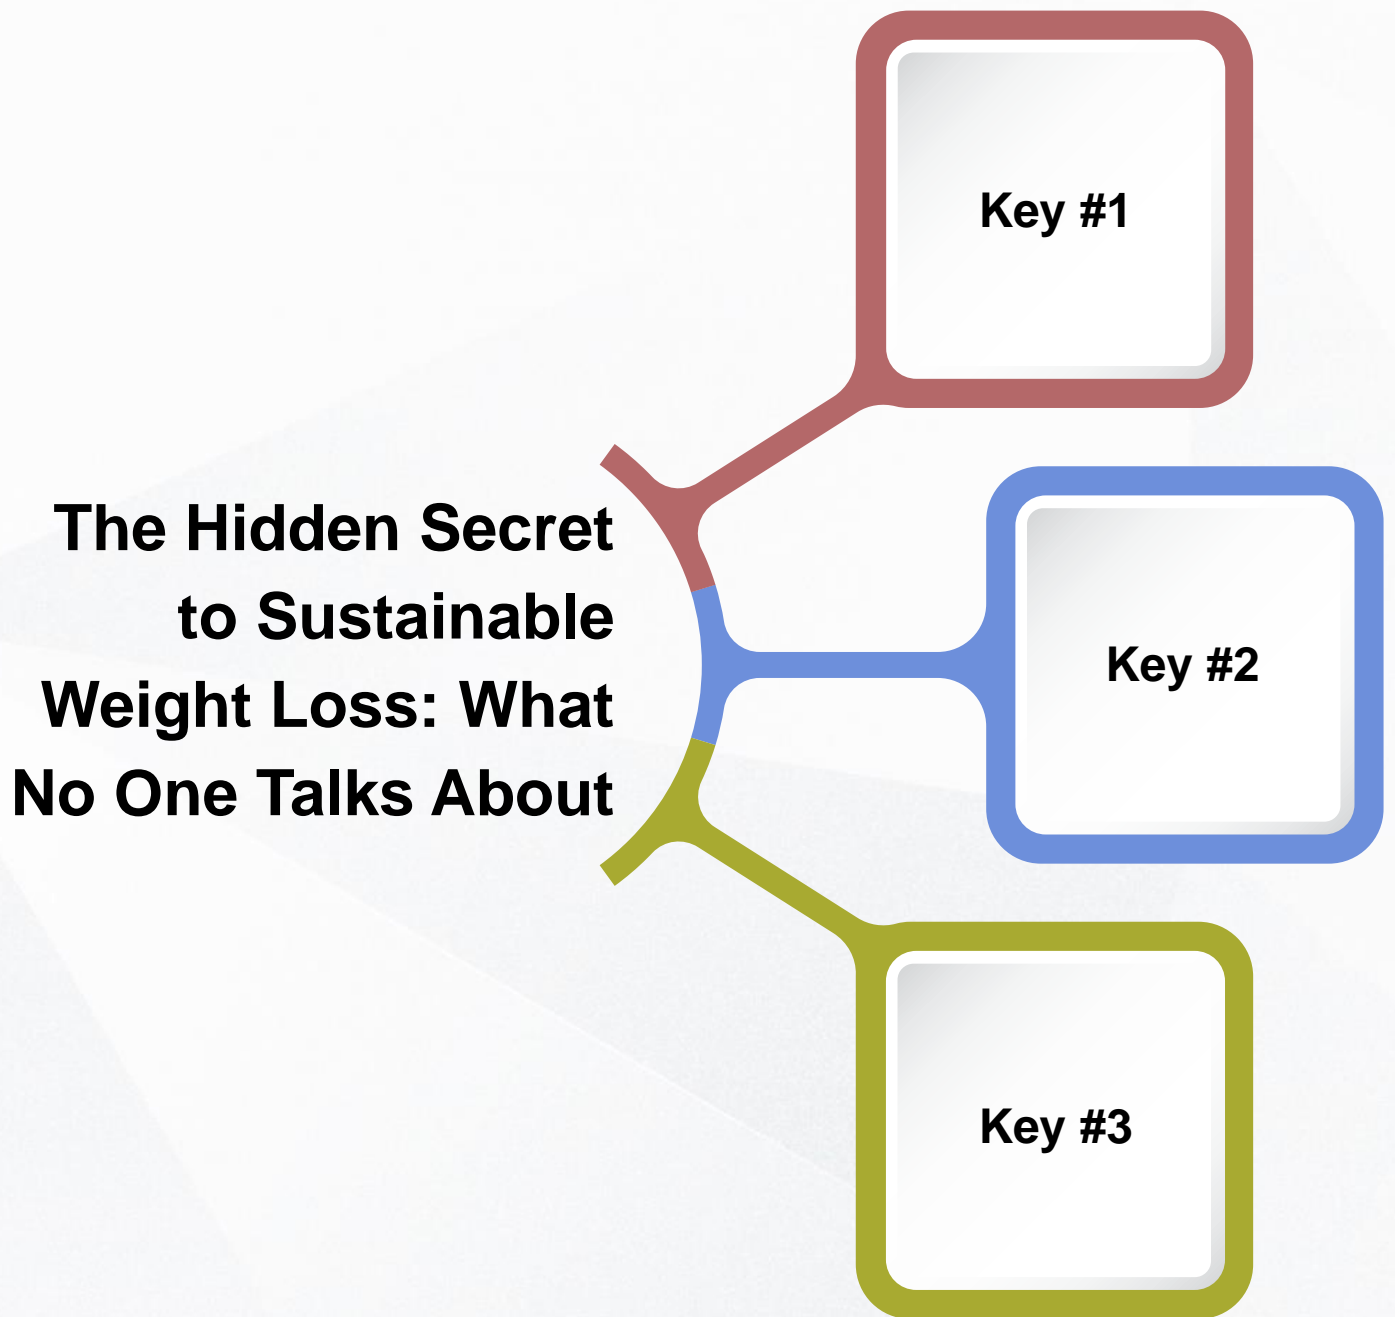 The Hidden Secret
to Sustainable
Weight Loss: What
No One Talks About
Key #1
Key #2
Key #3